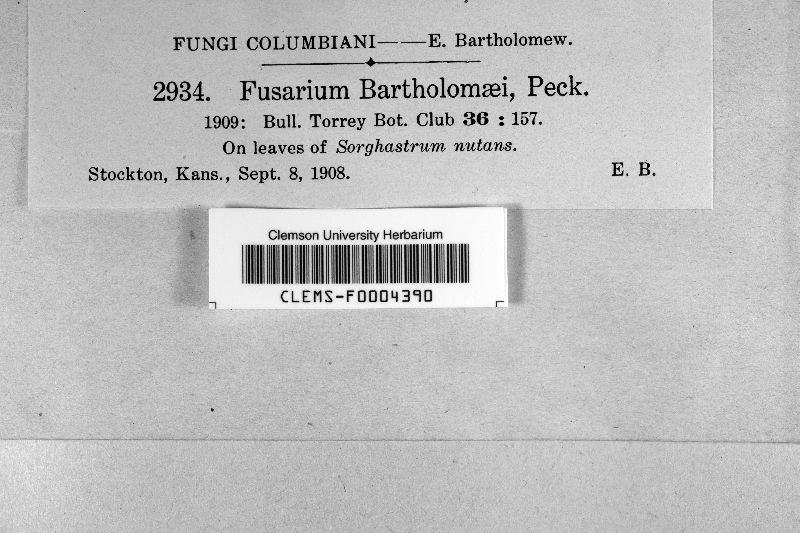 FUNGI COLUMBIANI——E. Bartholomew.
2934. Fusarium Bartholomæi, Peck.
1909: Bull. Torrey Bot. Club 36 : 157.
On leaves of Sorghastrum nutans.
Stockton, Kans., Sept. 8, 1908. E. B.
Clemson University Herbarium
CLEMS-F0004390